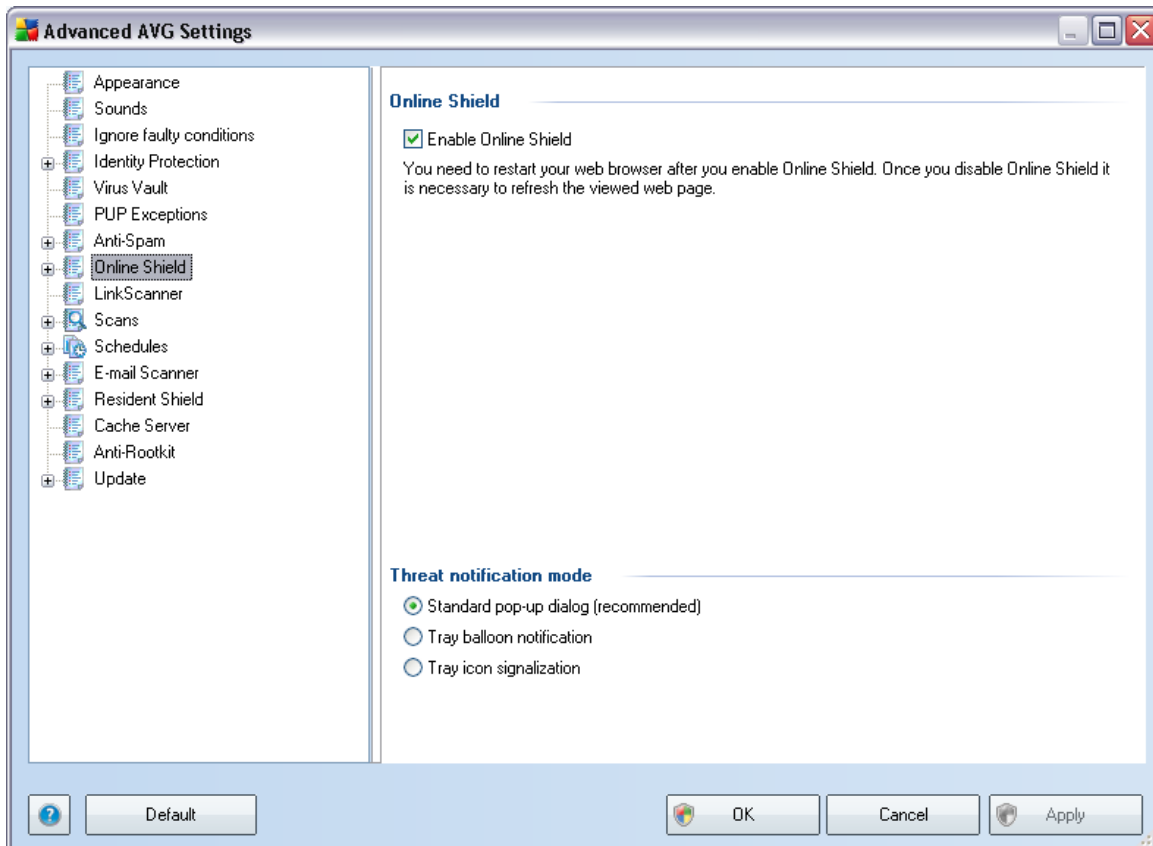 Advanced AVG Settings
Appearance
Sounds
Ignore faulty conditions
Identity Protection
Virus Vault
PUP Exceptions
Anti-Spam
Online Shield
LinkScanner
Scans
Schedules
E-mail Scanner
Resident Shield
Cache Server
Anti-Rootkit
Update
Online Shield
Enable Online Shield
You need to restart your web browser after you enable Online Shield. Once you disable Online Shield it
is necessary to refresh the viewed web page.
Threat notification mode
Standard pop-up dialog (recommended)
Tray balloon notification
Tray icon signalization
? Default OK Cancel Apply